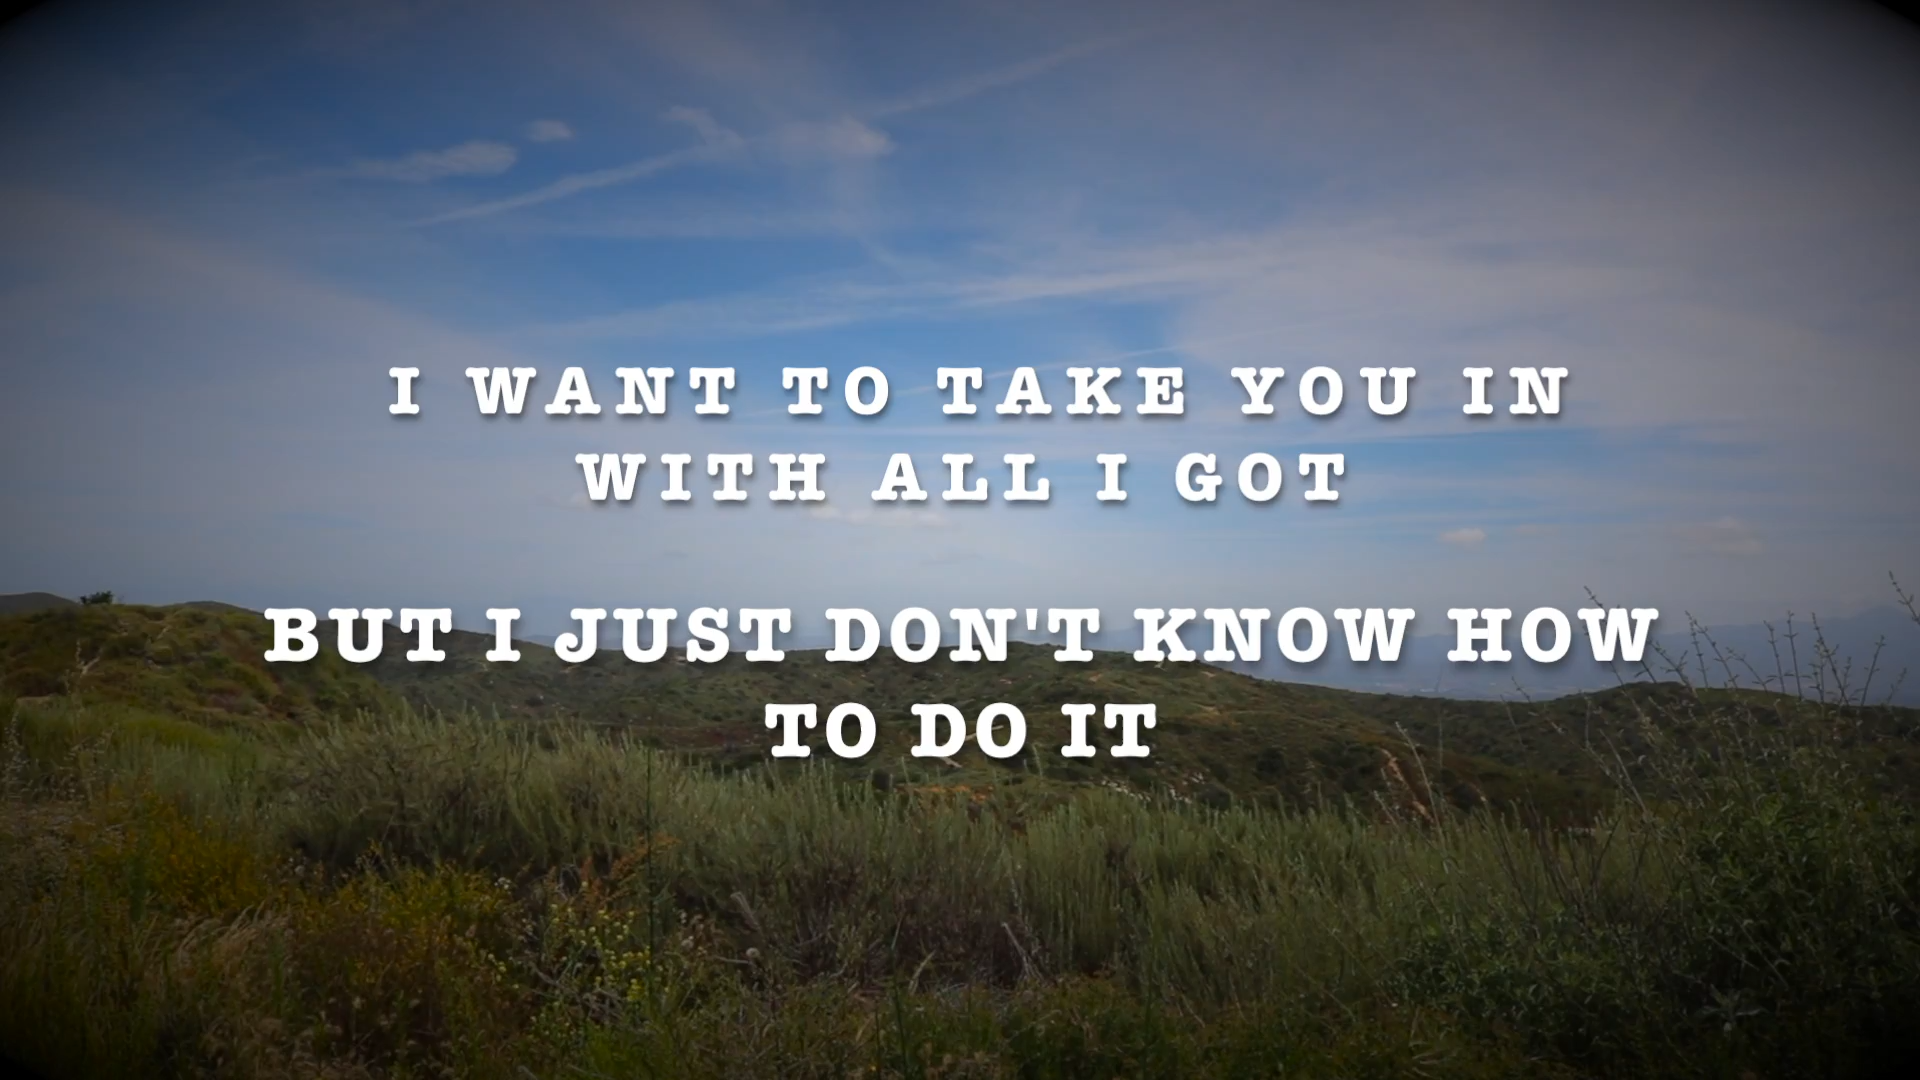 I WANT TO TAKE YOU IN
WITH ALL I GOT
BUT I JUST DON'T KNOW HOW
TO DO IT